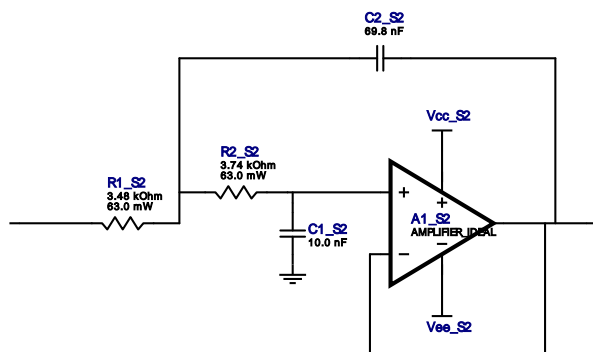 C2_S2
69.8 nF
Vcc_S2
R2_S2
3.74 kOhm
63.0 mW
R1_S2
3.48 kOhm
63.0 mW
+
+
A1_S2
AMPLIFIER_IDEAL
C1_S2
10.0 nF
−
−
Vee_S2